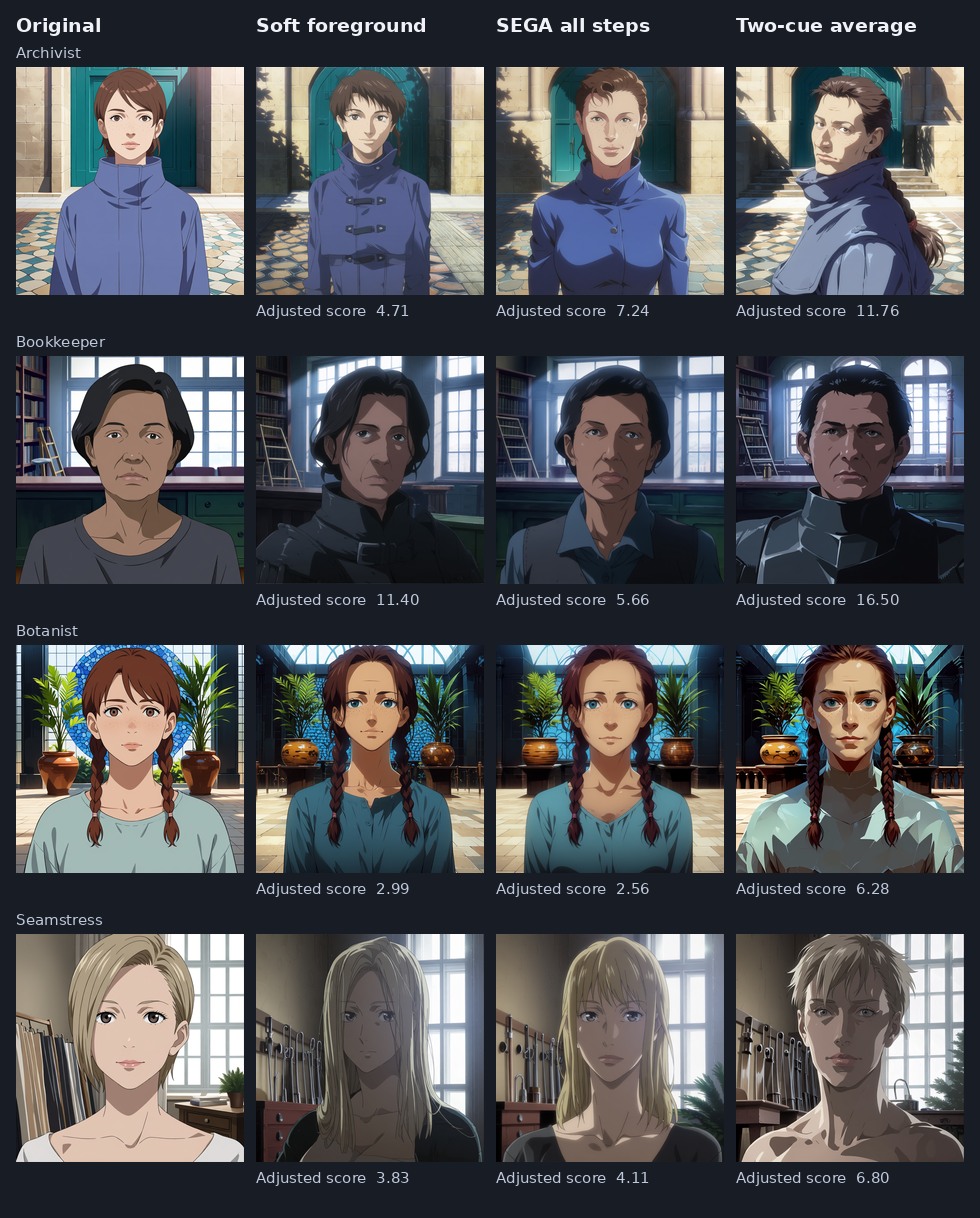 Original Soft foreground SEGA all steps Two-cue average
Archivist
Adjusted score 4.71 Adjusted score 7.24 Adjusted score 11.76
Bookkeeper
Adjusted score 11.40 Adjusted score 5.66 Adjusted score 16.50
Botanist
Adjusted score 2.99 Adjusted score 2.56 Adjusted score 6.28
Seamstress
Adjusted score 3.83 Adjusted score 4.11 Adjusted score 6.80